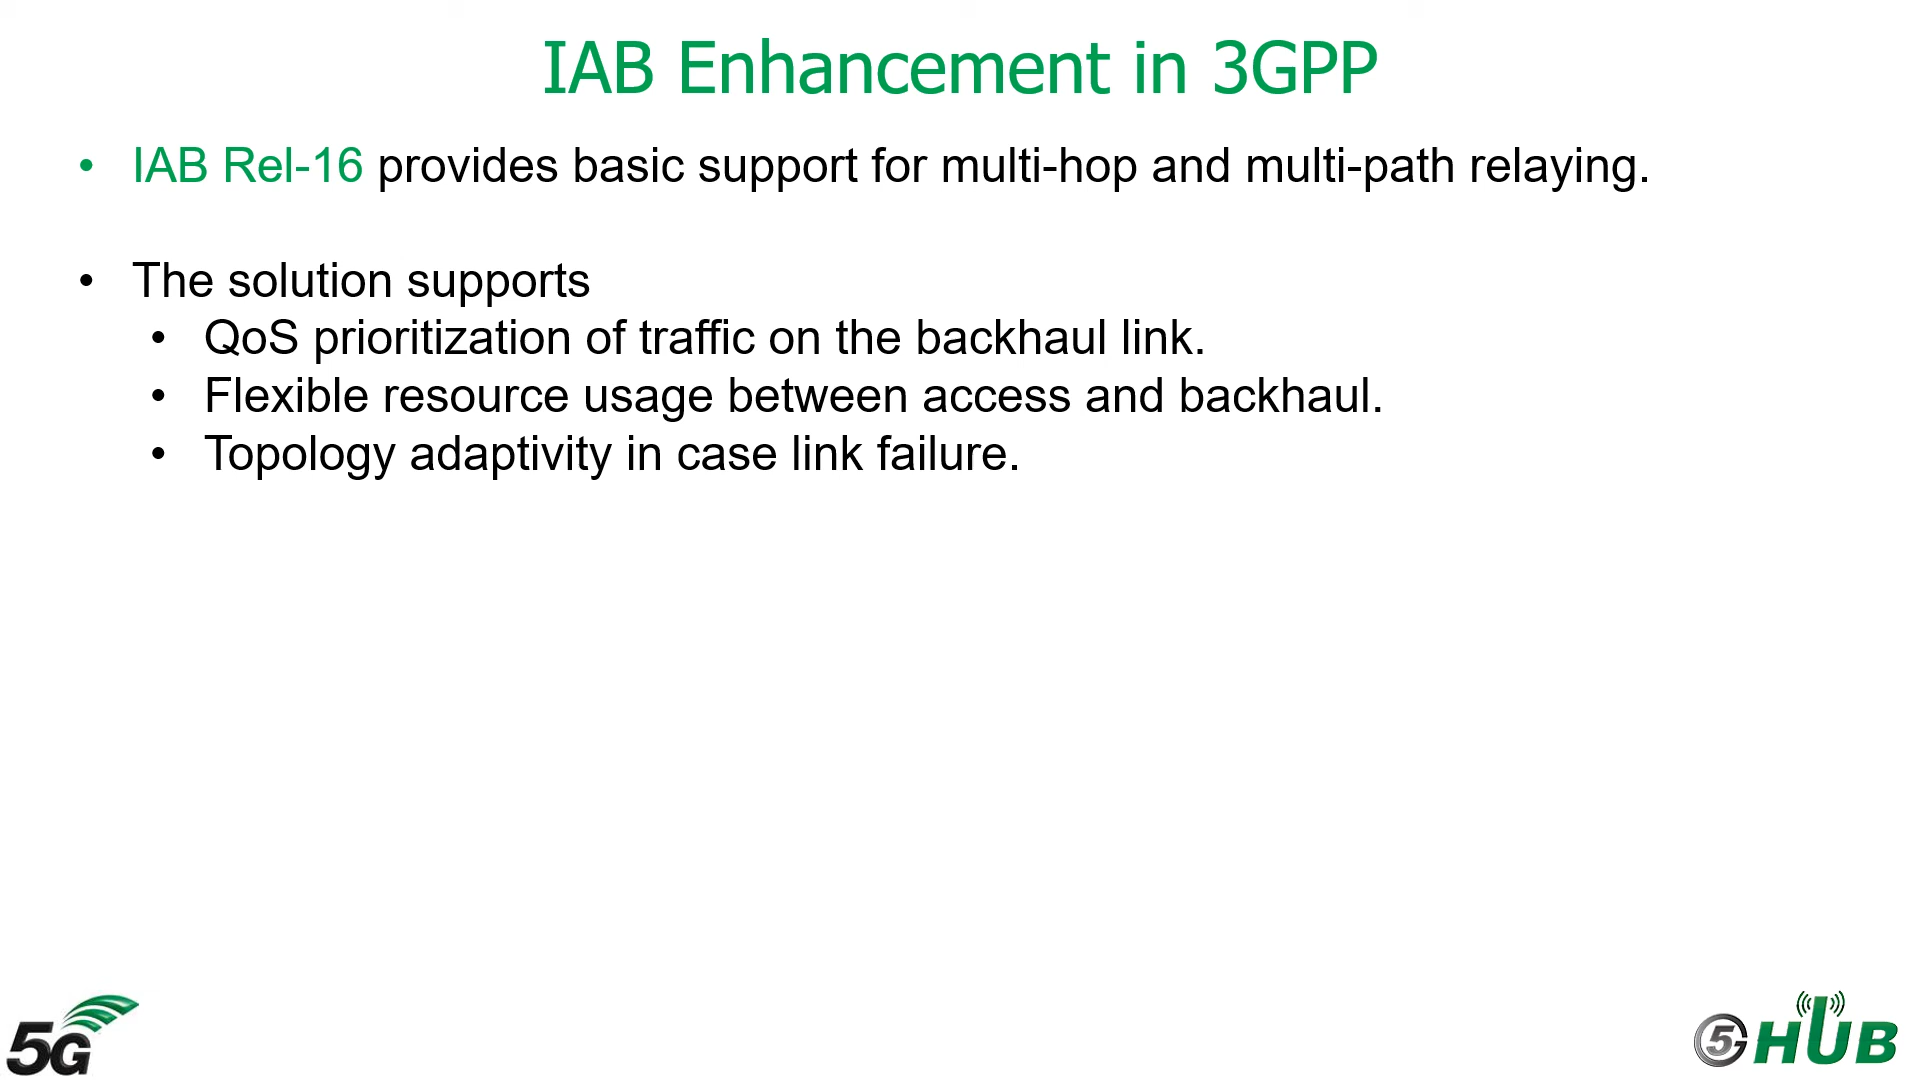 IAB Enhancement in 3GPP
• IAB Rel-16 provides basic support for multi-hop and multi-path relaying.
• The solution supports
• QoS prioritization of traffic on the backhaul link.
• Flexible resource usage between access and backhaul.
• Topology adaptivity in case link failure.
5G
5G HUB